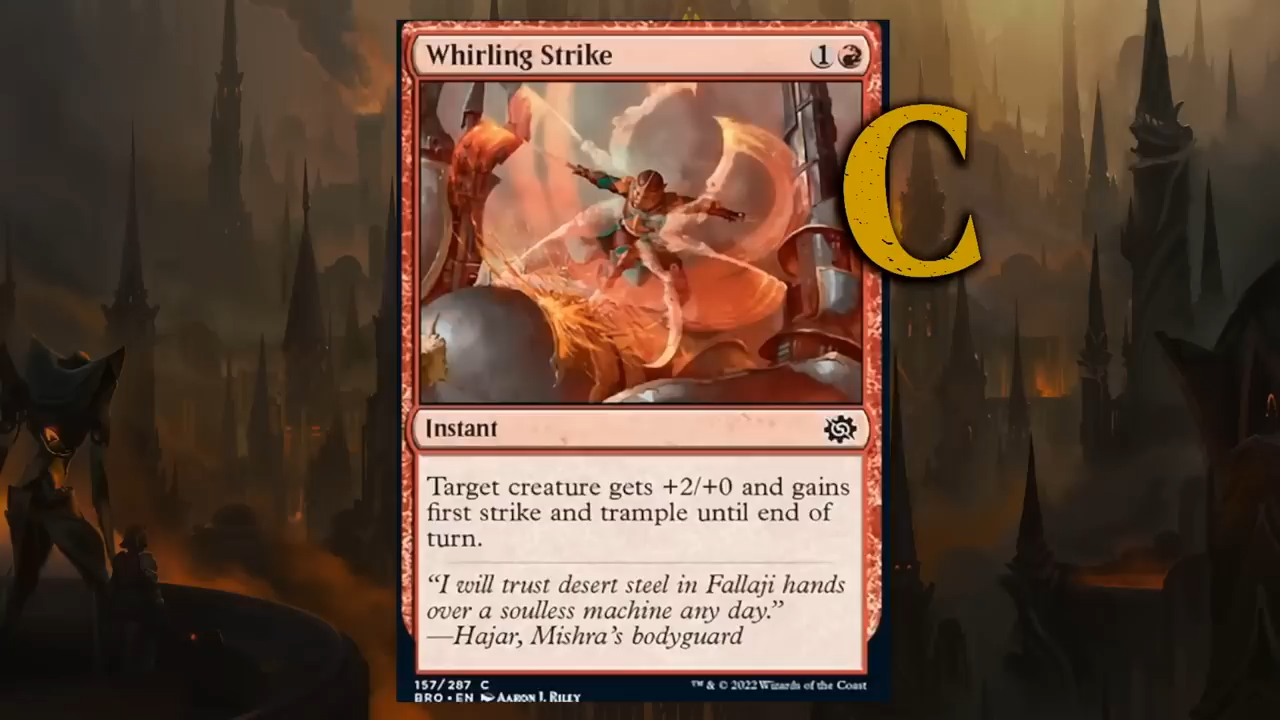 Whirling Strike 1
C
Instant
Target creature gets +2/+0 and gains
first strike and trample until end of
turn.
“I will trust desert steel in Fallaji hands
over a soulless machine any day.”
—Hajar, Mishra’s bodyguard
157/287 C
BRO • EN Aaron J. Riley
™ & © 2022 Wizards of the Coast